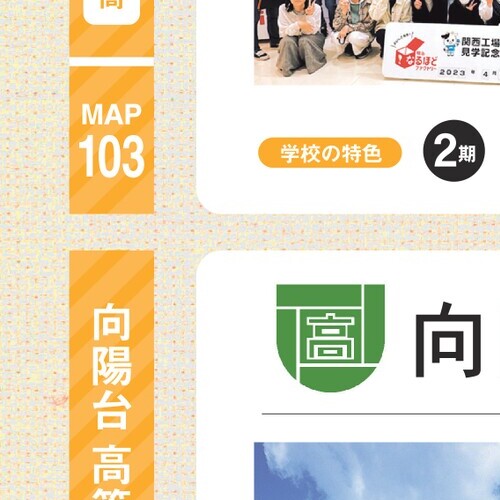 高
MAP
103
なるほど
ファクトリー
関西工場
見学記念
2023年4月
学校の特色
2期
向陽台 高等
高
向